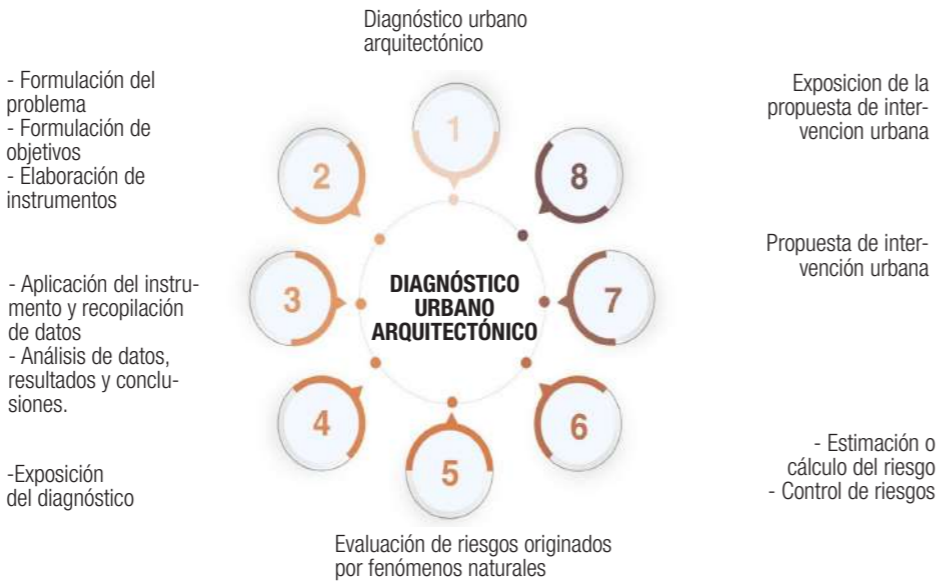 Diagnóstico urbano
arquitectónico
1
- Formulación del
problema
- Formulación de
objetivos
- Elaboración de
instrumentos
2
- Aplicación del instru-
mento y recopilación
de datos
- Análisis de datos,
resultados y conclu-
siones.
3
-Exposición
del diagnóstico
4
Evaluación de riesgos originados
por fenómenos naturales
5
- Estimación o
cálculo del riesgo
- Control de riesgos
6
Propuesta de inter-
vención urbana
7
Exposicion de la
propuesta de inter-
vencion urbana
8
DIAGNÓSTICO
URBANO
ARQUITECTÓNICO